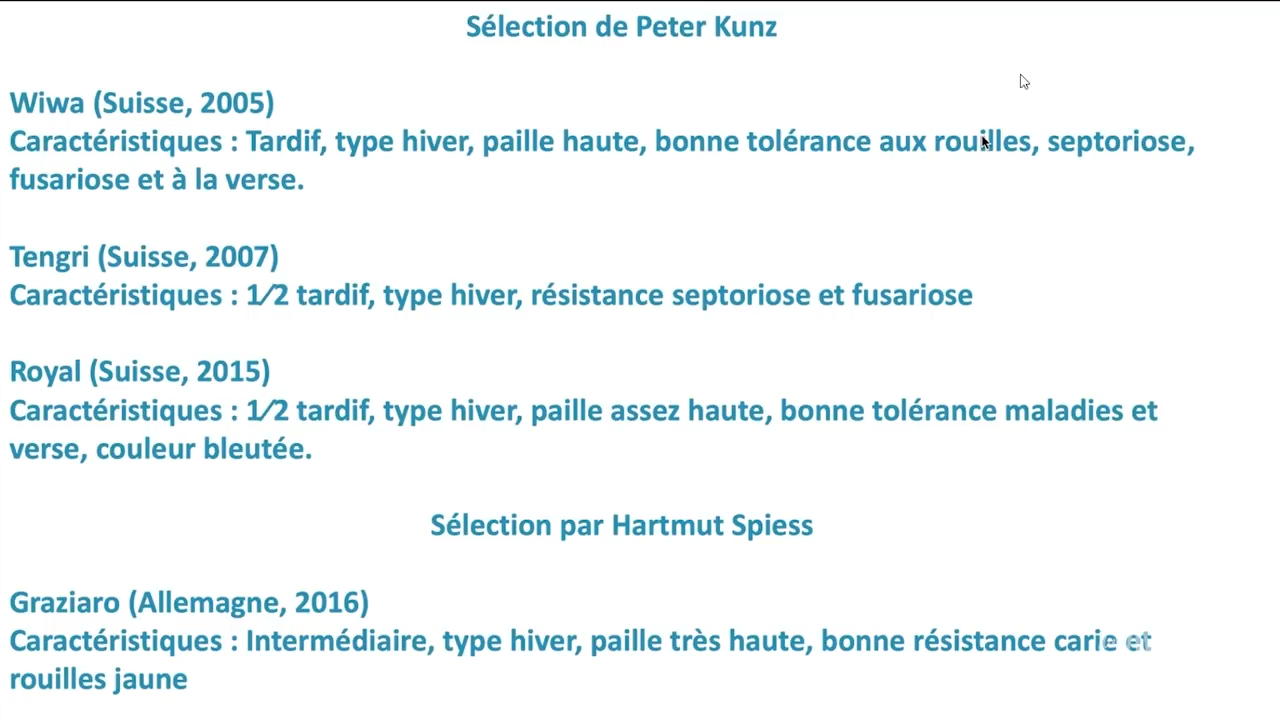 Sélection de Peter Kunz
Wiwa (Suisse, 2005)
Caractéristiques : Tardif, type hiver, paille haute, bonne tolérance aux rouilles, septoriose,
fusariose et à la verse.
Tengri (Suisse, 2007)
Caractéristiques : 1⁄2 tardif, type hiver, résistance septoriose et fusariose
Royal (Suisse, 2015)
Caractéristiques : 1⁄2 tardif, type hiver, paille assez haute, bonne tolérance maladies et
verse, couleur bleutée.
Sélection par Hartmut Spiess
Graziaro (Allemagne, 2016)
Caractéristiques : Intermédiaire, type hiver, paille très haute, bonne résistance carie et
rouilles jaune